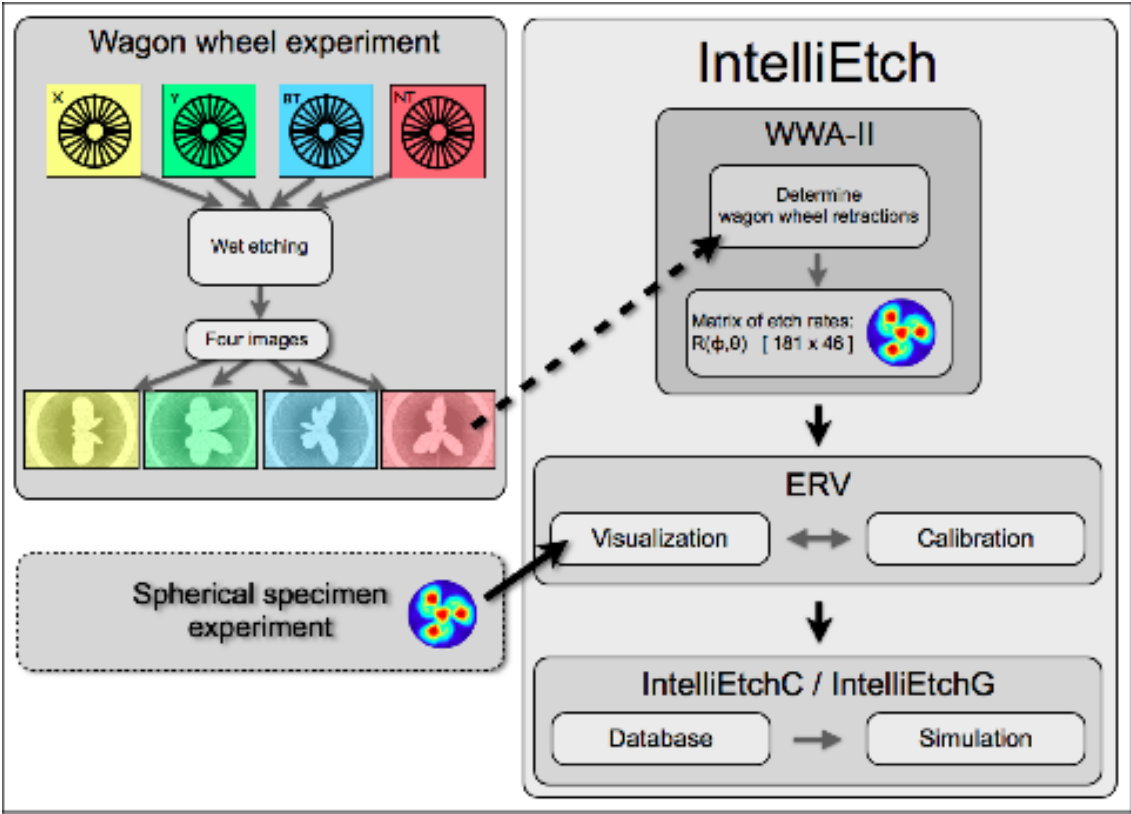 Wagon wheel experiment
X
Y
BT
NT
Wet etching
Four images
Spherical specimen
experiment
IntelliEtch
WWA-II
Determine
wagon wheel retractions
Matrix of etch rates:
R(ϕ,θ) [ 181 x 46 ]
ERV
Visualization
Calibration
IntelliEtchC / IntelliEtchG
Database
Simulation